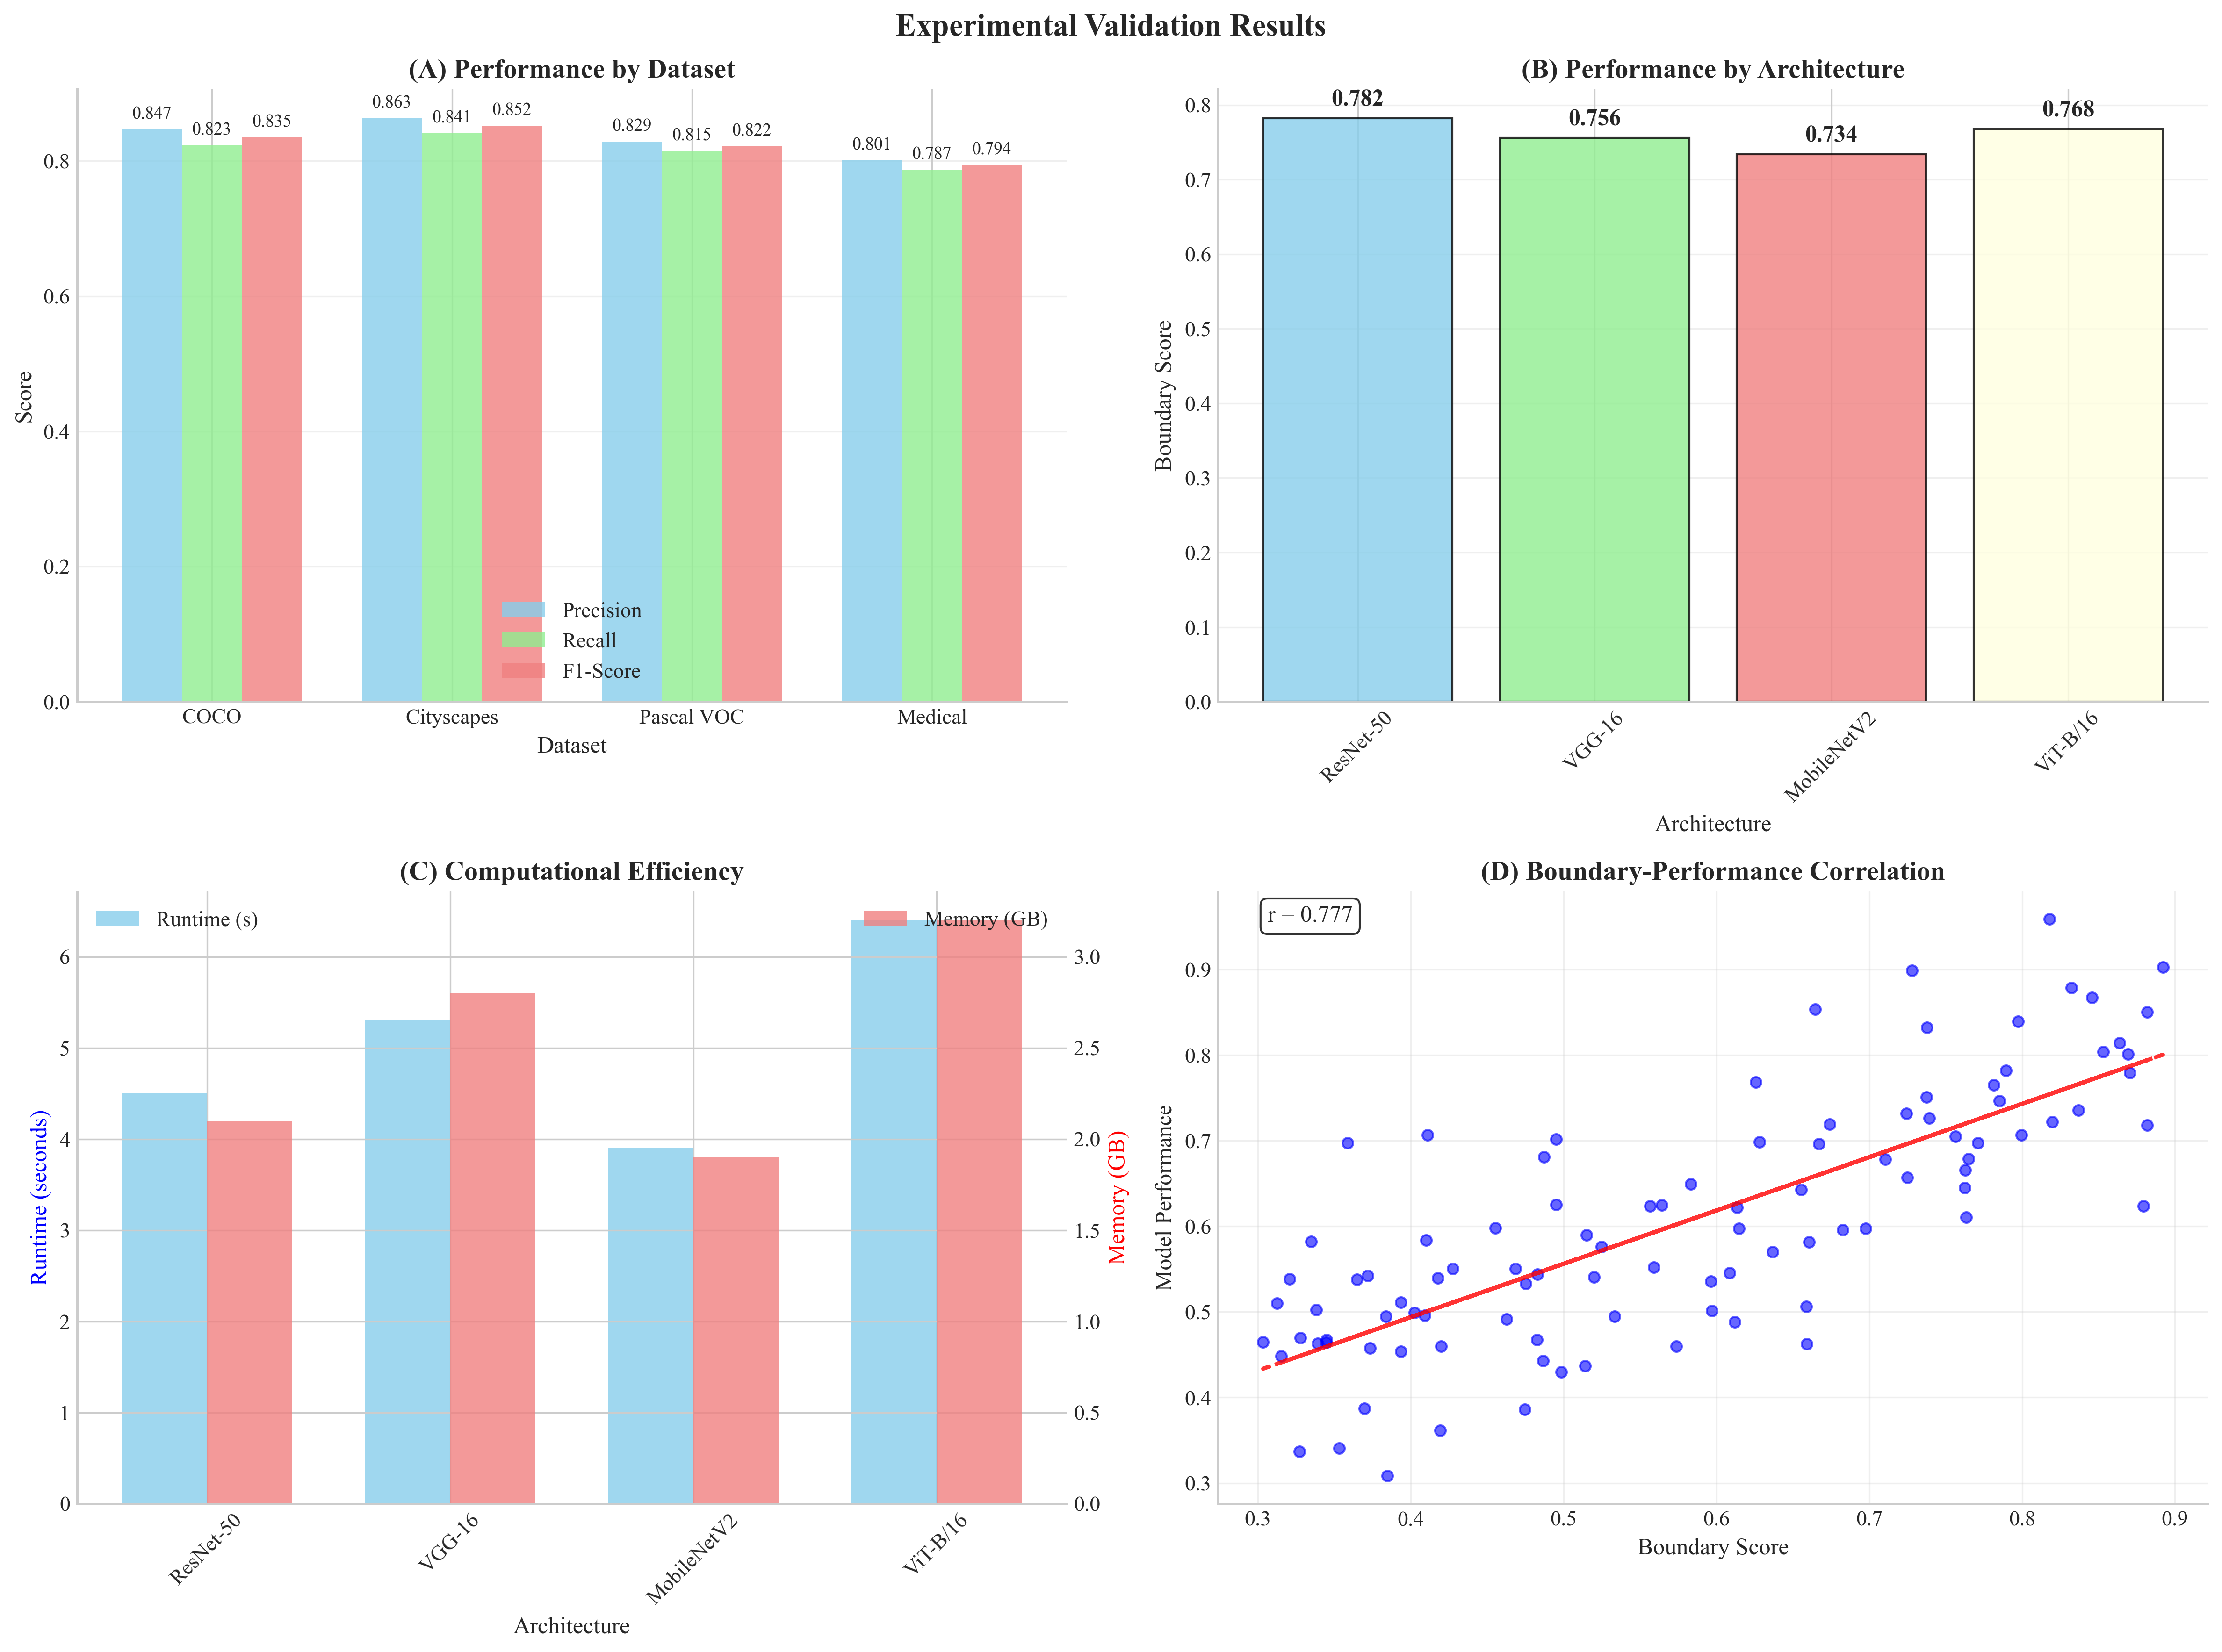 Experimental Validation Results
(A) Performance by Dataset
0.847
0.823
0.835
0.863
0.841
0.852
0.829
0.815
0.822
0.801
0.787
0.794
Score
0.8
0.6
0.4
0.2
0.0
Precision
Recall
F1-Score
COCO
Cityscapes
Pascal VOC
Medical
Dataset
(B) Performance by Architecture
0.782
0.756
0.734
0.768
Boundary Score
0.8
0.7
0.6
0.5
0.4
0.3
0.2
0.1
0.0
ResNet-50
VGG-16
MobileNetV2
ViT-B/16
Architecture
(C) Computational Efficiency
Runtime (s)
Memory (GB)
Runtime (seconds)
6
5
4
3
2
1
0
3.0
2.5
2.0
1.5
1.0
0.5
0.0
Memory (GB)
ResNet-50
VGG-16
MobileNetV2
ViT-B/16
Architecture
(D) Boundary-Performance Correlation
r = 0.777
Model Performance
0.9
0.8
0.7
0.6
0.5
0.4
0.3
0.3
0.4
0.5
0.6
0.7
0.8
0.9
Boundary Score